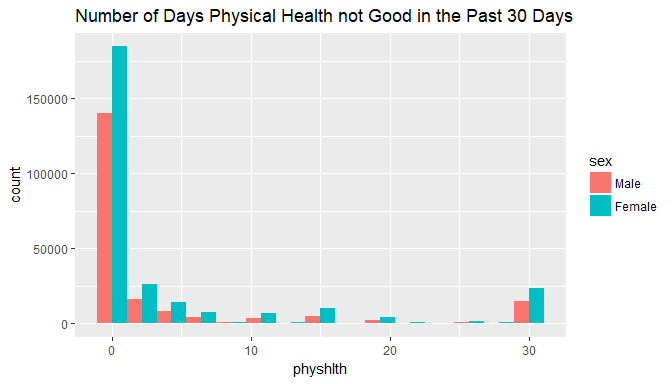 Number of Days Physical Health not Good in the Past 30 Days
150000
100000
50000
0
count
0 10 20 30
physhlth
sex
Male
Female